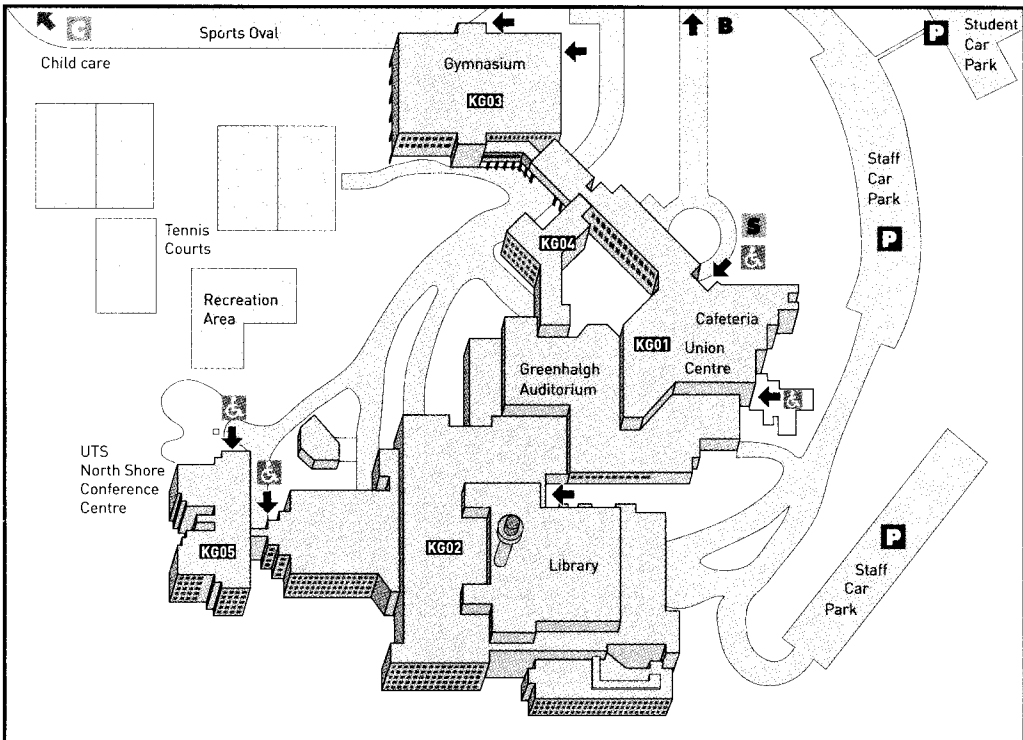 C
Child care
Sports Oval
Gymnasium
KG03
B
P
Student
Car
Park
Staff
Car
Park
P
Tennis
Courts
KG04
S
Recreation
Area
Cafeteria
KG01
Union
Centre
Greenhalgh
Auditorium
UTS
North Shore
Conference
Centre
KG05
KG02
Library
P
Staff
Car
Park